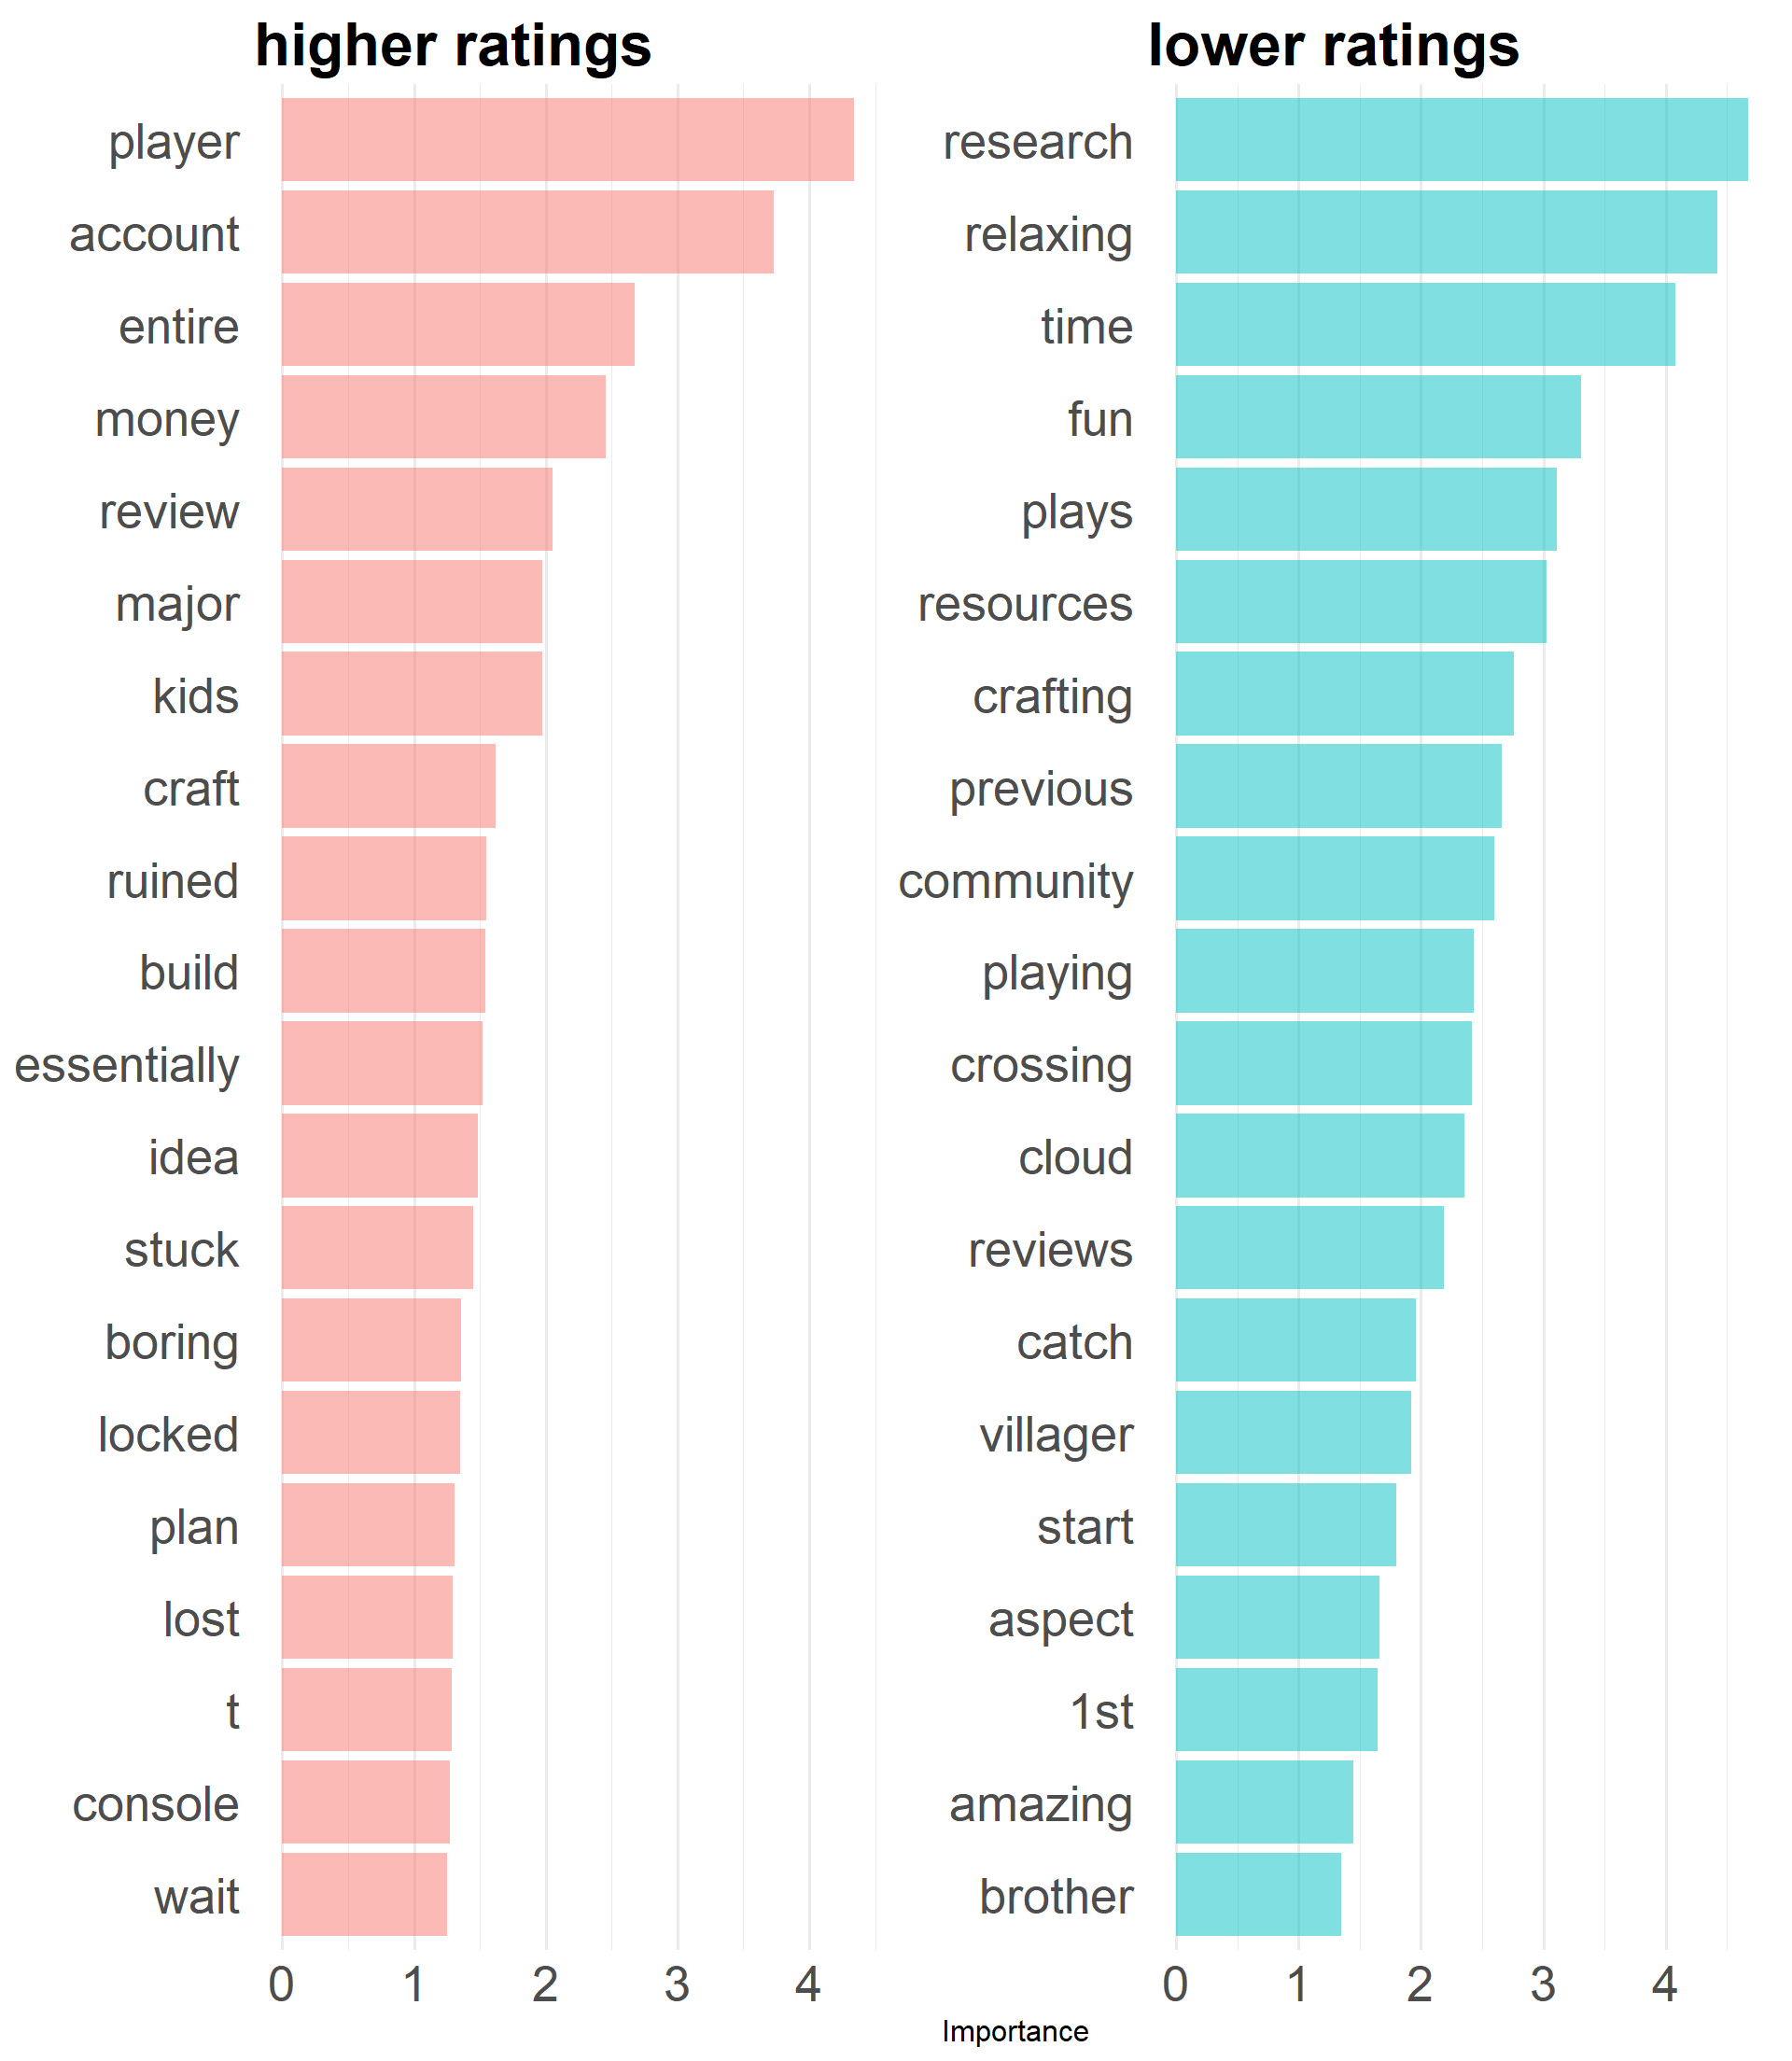 higher ratings
player
account
entire
money
review
major
kids
craft
ruined
build
essentially
idea
stuck
boring
locked
plan
lost
t
console
wait
0 1 2 3 4
lower ratings
research
relaxing
time
fun
plays
resources
crafting
previous
community
playing
crossing
cloud
reviews
catch
villager
start
aspect
1st
amazing
brother
0 1 2 3 4
Importance